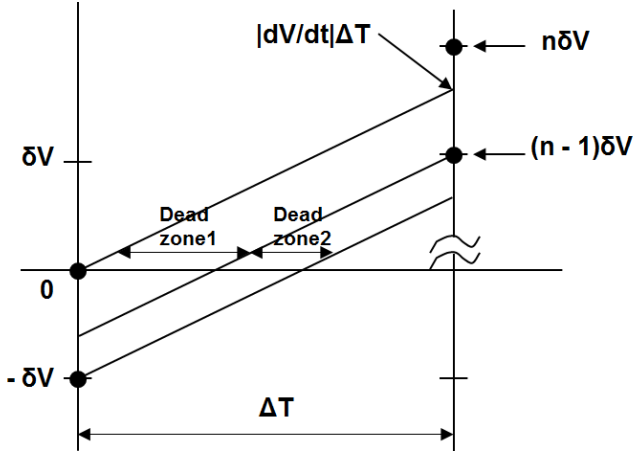 |dV/dt|ΔT
nδV
δV
(n - 1)δV
Dead
zone1
Dead
zone2
0
- δV
ΔT